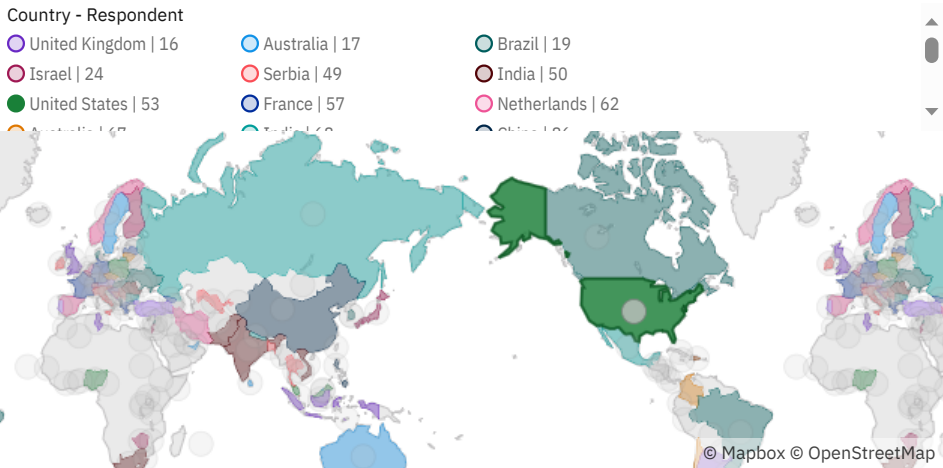 Country - Respondent
United Kingdom | 16 Australia | 17 Brazil | 19
Israel | 24 Serbia | 49 India | 50
United States | 53 France | 57 Netherlands | 62
© Mapbox © OpenStreetMap